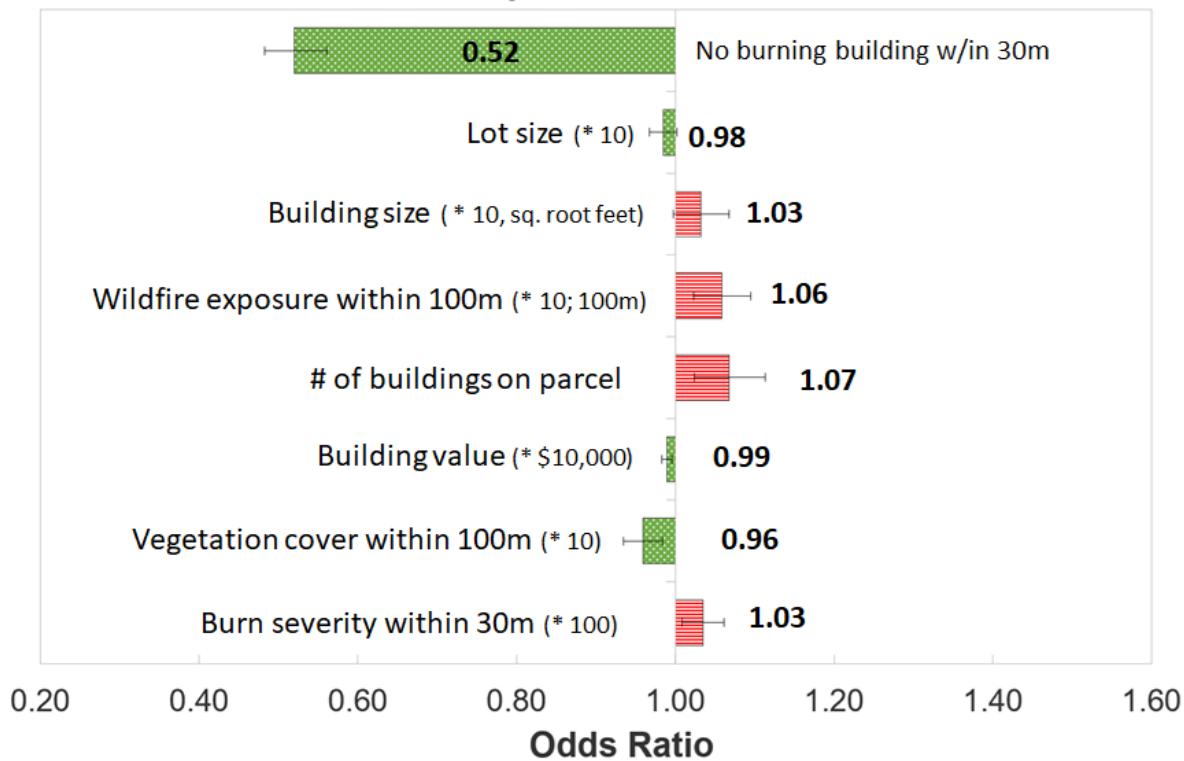 0.52 No burning building w/in 30m
Lot size (* 10) 0.98
Building size ( * 10, sq. root feet) 1.03
Wildfire exposure within 100m (* 10; 100m) 1.06
# of buildings on parcel 1.07
Building value (* $10,000) 0.99
Vegetation cover within 100m (* 10) 0.96
Burn severity within 30m (* 100) 1.03
0.20 0.40 0.60 0.80 1.00 1.20 1.40 1.60
Odds Ratio